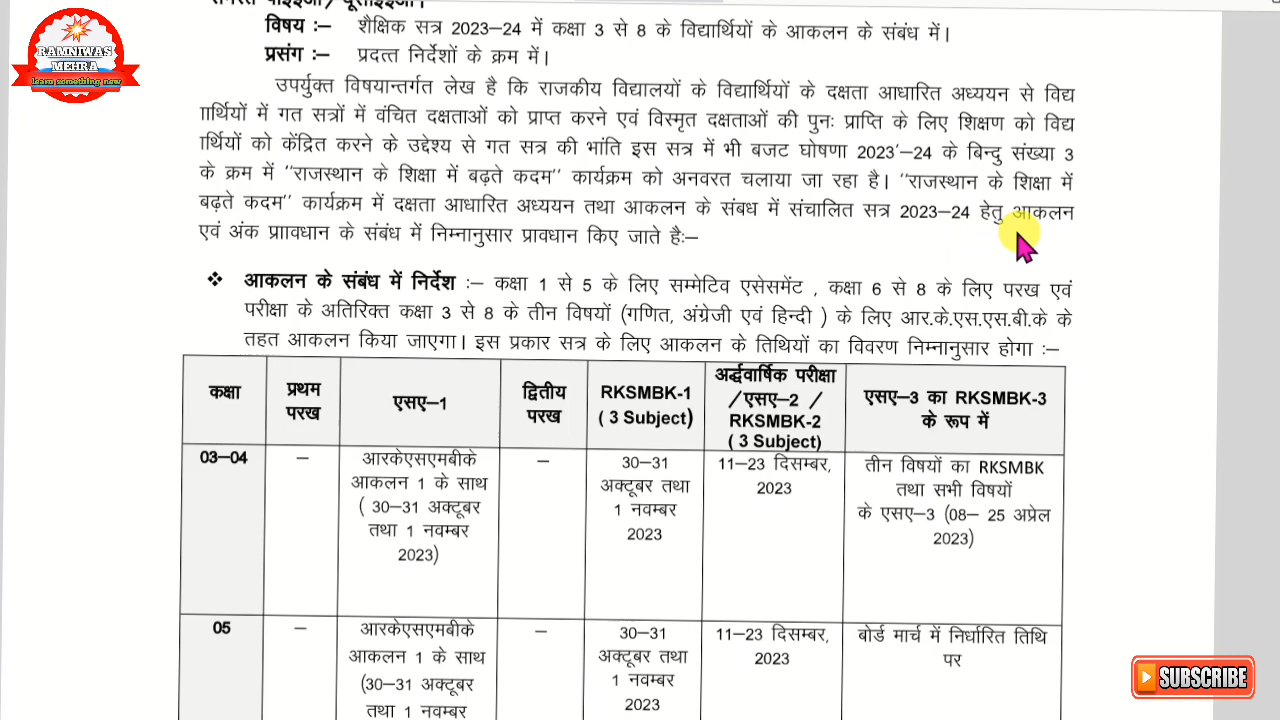 विषय :– शैक्षिक सत्र 2023–24 में कक्षा 3 से 8 के विद्यार्थियों के आकलन के संबंध में।
प्रसंग :– प्रदत्त निर्देशों के क्रम में।
RAMNIWAS
MEHRA
Learn something new
उपर्युक्त विषयान्तर्गत लेख है कि राजकीय विद्यालयों के विद्यार्थियों के दक्षता आधारित अध्ययन से विद्य
ार्थियों में गत सत्रों में वंचित दक्षताओं को प्राप्त करने एवं विस्मृत दक्षताओं की पुनः प्राप्ति के लिए शिक्षण को विद्य
ार्थियों को केंद्रित करने के उद्देश्य से गत सत्र की भांति इस सत्र में भी बजट घोषणा 2023'–24 के बिन्दु संख्या 3
के क्रम में "राजस्थान के शिक्षा में बढ़ते कदम" कार्यक्रम को अनवरत चलाया जा रहा है। "राजस्थान के शिक्षा में
बढ़ते कदम" कार्यक्रम में दक्षता आधारित अध्ययन तथा आकलन के संबध में संचालित सत्र 2023–24 हेतु आकलन
एवं अंक प्राावधान के संबंध में निम्नानुसार प्रावधान किए जाते हैः–
❖ आकलन के संबंध में निर्देश :– कक्षा 1 से 5 के लिए सम्मेटिव एसेसमेंट , कक्षा 6 से 8 के लिए परख एवं
परीक्षा के अतिरिक्त कक्षा 3 से 8 के तीन विषयों (गणित, अंग्रेजी एवं हिन्दी ) के लिए आर.के.एस.एस.बी.के के
तहत आकलन किया जाएगा। इस प्रकार सत्र के लिए आकलन के तिथियों का विवरण निम्नानुसार होगा :–
कक्षा
प्रथम
परख
एसए–1
द्वितीय
परख
RKSMBK-1
( 3 Subject)
अर्द्धवार्षिक परीक्षा
/एसए–2 /
RKSMBK-2
( 3 Subject)
एसए–3 का RKSMBK-3
के रूप में
03–04
–
आरकेएसएमबीके
आकलन 1 के साथ
( 30–31 अक्टूबर
तथा 1 नवम्बर
2023)
–
30–31
अक्टूबर तथा
1 नवम्बर
2023
11–23 दिसम्बर,
2023
तीन विषयों का RKSMBK
तथा सभी विषयों
के एसए–3 (08– 25 अप्रेल
2023)
05
–
आरकेएसएमबीके
आकलन 1 के साथ
(30–31 अक्टूबर
तथा 1 नवम्बर
–
30–31
अक्टूबर तथा
1 नवम्बर
2023
11–23 दिसम्बर,
2023
बोर्ड मार्च में निर्धारित तिथि
पर
SUBSCRIBE